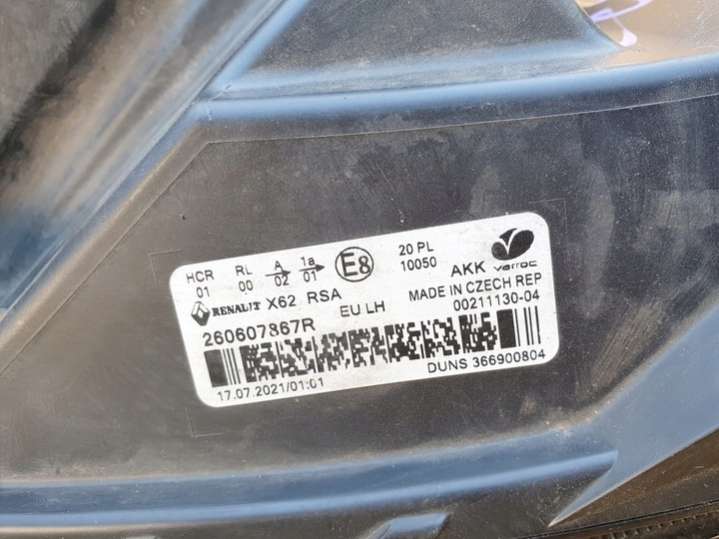 HCR RL A 1a E8 20 PL AKK varroc
01 00 02 01 10050
RENAULT X62 RSA EU LH MADE IN CZECH REP
260607867R 00211130-04
17.07.2021/01:01 DUNS 366900804